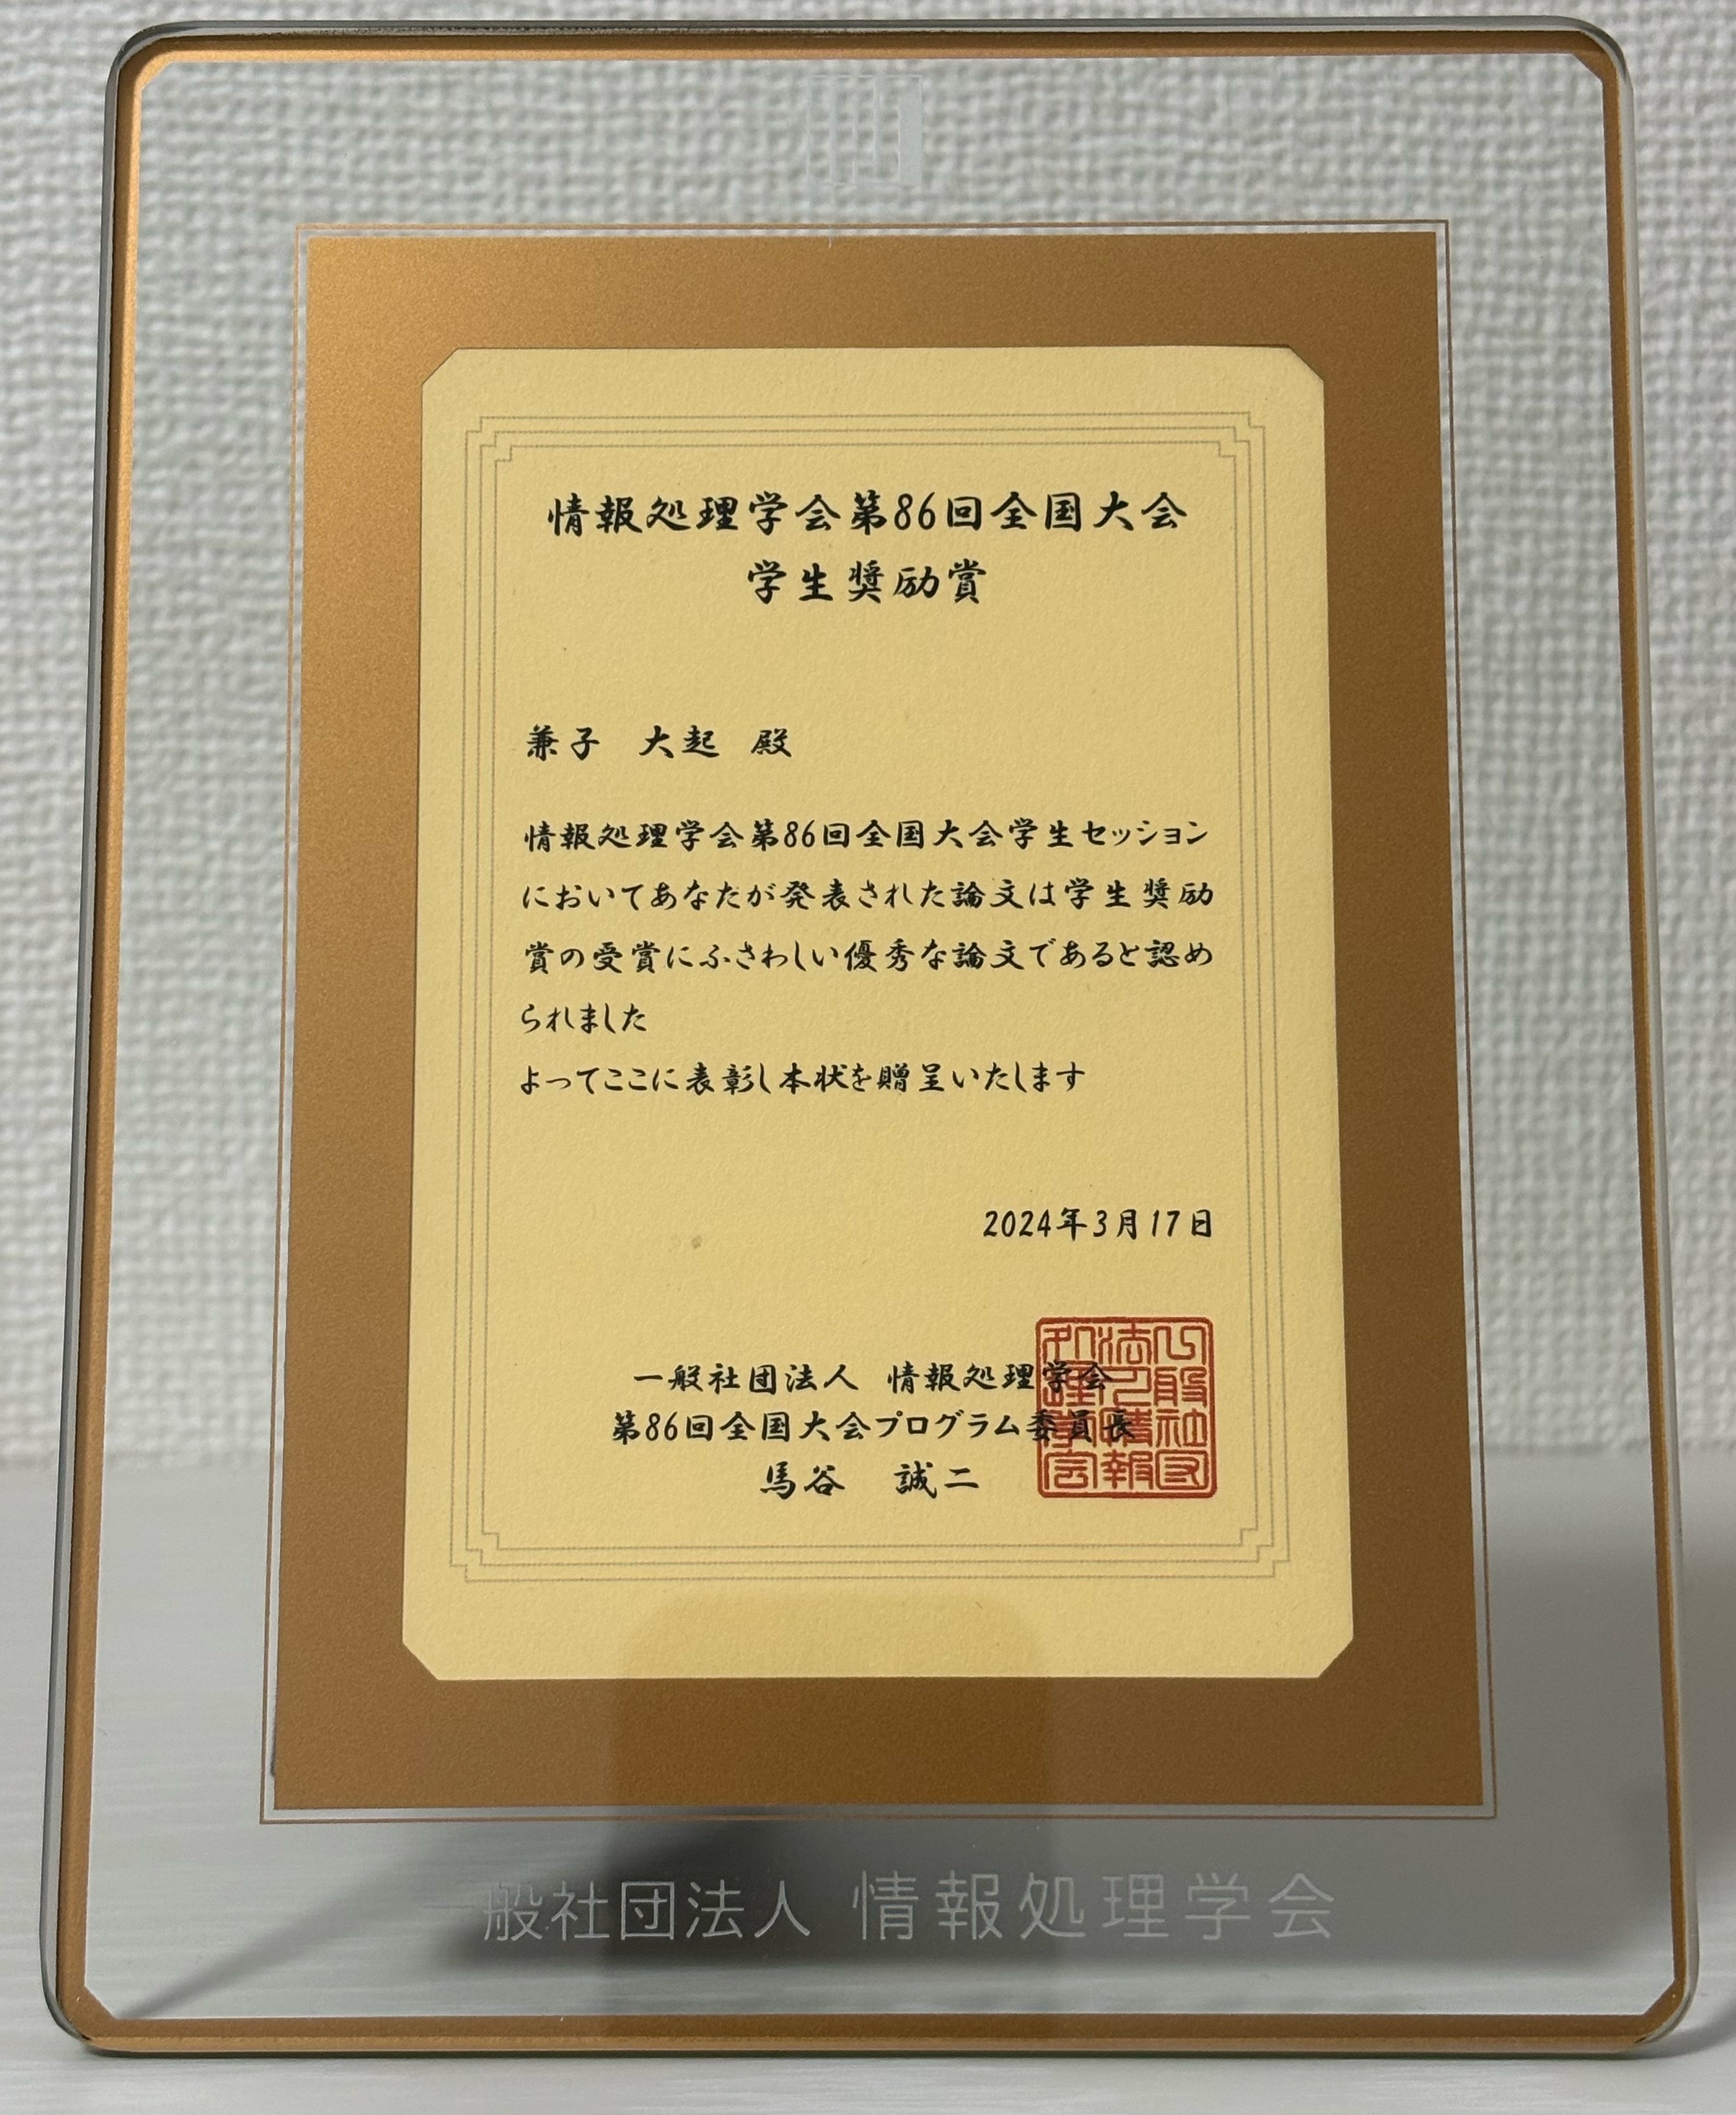 情報処理学会第86回全国大会
学生奨励賞
兼子 大起 殿
情報処理学会第86回全国大会学生セッション
においてあなたが発表された論文は学生奨励
賞の受賞にふさわしい優秀な論文であると認め
られました
よってここに表彰し本状を贈呈いたします
2024年3月17日
一般社団法人 情報処理学会
第86回全国大会プログラム委員長
馬谷 誠二
一般社団法人 情報処理学会